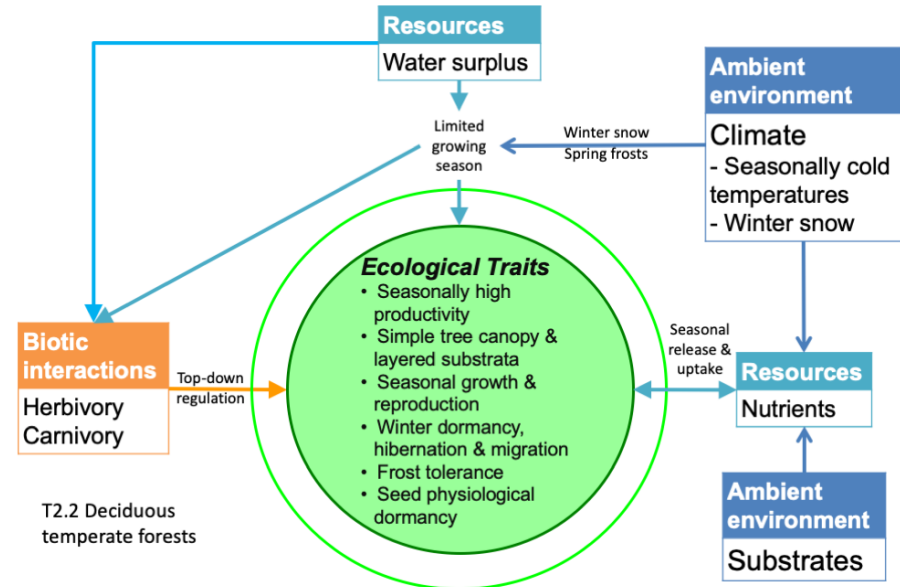 Resources
Water surplus
Limited
growing
season
Winter snow
Spring frosts
Ambient
environment
Climate
- Seasonally cold
temperatures
- Winter snow
Ecological Traits
• Seasonally high
productivity
• Simple tree canopy &
layered substrata
• Seasonal growth &
reproduction
• Winter dormancy,
hibernation & migration
• Frost tolerance
• Seed physiological
dormancy
Biotic
interactions
Herbivory
Carnivory
Top-down
regulation
Seasonal
release &
uptake
Resources
Nutrients
Ambient
environment
Substrates
T2.2 Deciduous
temperate forests